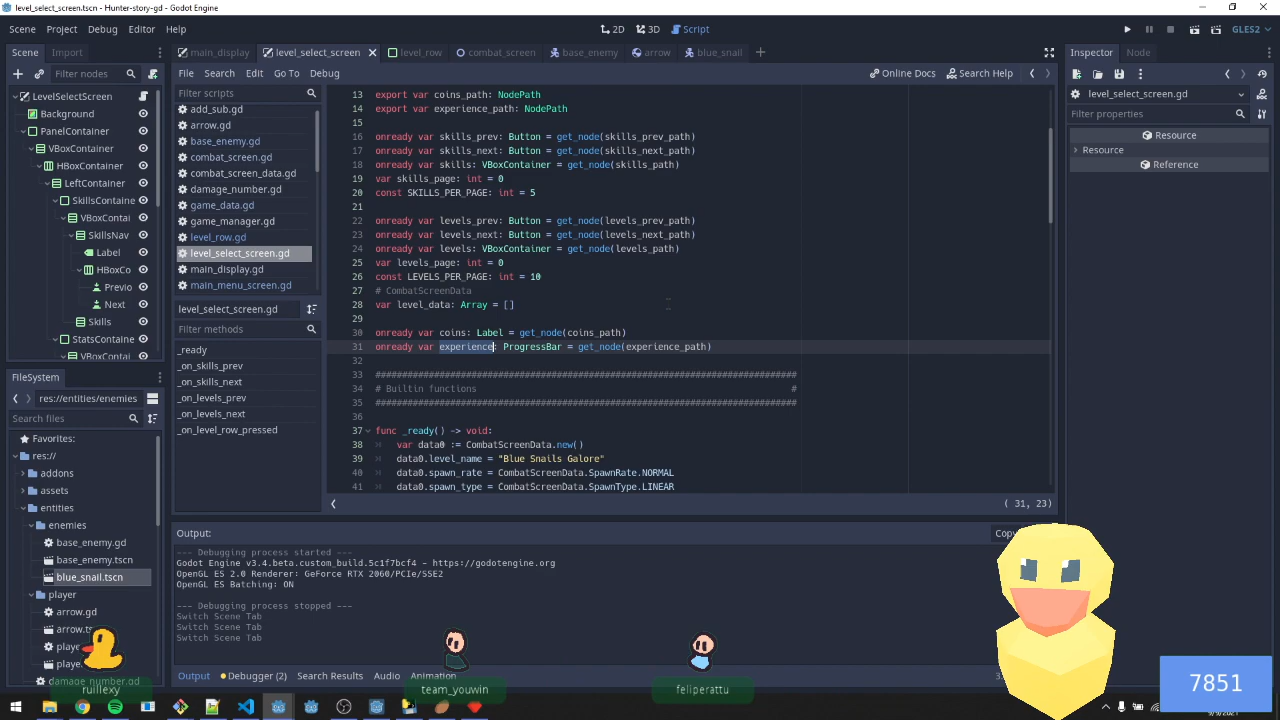 level_select_screen.tscn - Hunter-story-gd - Godot Engine
Scene Project Debug Editor Help
2D 3D Script
GLES2
Scene Import
main_display level_select_screen level_row combat_screen base_enemy arrow blue_snail
Inspector Node
Filter nodes
File Search Edit Go To Debug
Online Docs Search Help
LevelSelectScreen
Background
PanelContainer
VBoxContainer
HBoxContainer
LeftContainer
SkillsContaine
VBoxContai
SkillsNav
Label
HBoxCo
Previo
Next
Skills
StatsContaine
VBoxContai
FileSystem
res://entities/enemies
Search files
Favorites:
res://
addons
assets
entities
enemies
base_enemy.gd
base_enemy.tscn
blue_snail.tscn
player
arrow.gd
arrow.ts
playe
playe
damage_number.gd
Filter scripts
add_sub.gd
arrow.gd
base_enemy.gd
combat_screen.gd
combat_screen_data.gd
damage_number.gd
game_data.gd
game_manager.gd
level_row.gd
level_select_screen.gd
main_display.gd
main_menu_screen.gd
level_select_screen.gd
Filter methods
_ready
_on_skills_prev
_on_skills_next
_on_levels_prev
_on_levels_next
_on_level_row_pressed
13 export var coins_path: NodePath
14 export var experience_path: NodePath
15
16 onready var skills_prev: Button = get_node(skills_prev_path)
17 onready var skills_next: Button = get_node(skills_next_path)
18 onready var skills: VBoxContainer = get_node(skills_path)
19 var skills_page: int = 0
20 const SKILLS_PER_PAGE: int = 5
21
22 onready var levels_prev: Button = get_node(levels_prev_path)
23 onready var levels_next: Button = get_node(levels_next_path)
24 onready var levels: VBoxContainer = get_node(levels_path)
25 var levels_page: int = 0
26 const LEVELS_PER_PAGE: int = 10
27 # CombatScreenData
28 var level_data: Array = []
29
30 onready var coins: Label = get_node(coins_path)
31 onready var experience: ProgressBar = get_node(experience_path)
32
33 ###############################################################################
34 # Builtin functions #
35 ###############################################################################
36
37 func _ready() -> void:
38 var data0 := CombatScreenData.new()
39 data0.level_name = "Blue Snails Galore"
40 data0.spawn_rate = CombatScreenData.SpawnRate.NORMAL
41 data0.spawn_type = CombatScreenData.SpawnType.LINEAR
( 31, 23)
level_select_screen.gd
Filter properties
Resource
Resource
Reference
Output:
Copy
--- Debugging process started ---
Godot Engine v3.4.beta.custom_build.5c1f7bcf4 - https://godotengine.org
OpenGL ES 2.0 Renderer: GeForce RTX 2060/PCIe/SSE2
OpenGL ES Batching: ON
--- Debugging process stopped ---
Switch Scene Tab
Switch Scene Tab
Switch Scene Tab
Output Debugger (2) Search Results Audio Animation
ruillexy
team_youwin
feliperattu
7851